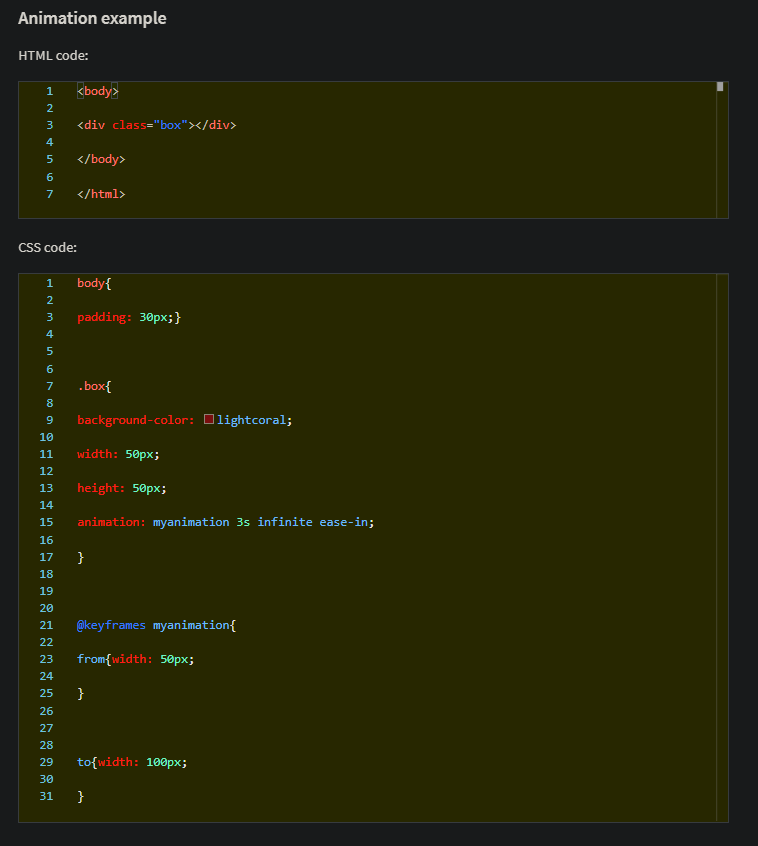 Animation example
HTML code:
1 <body>
2
3 <div class="box"></div>
4
5 </body>
6
7 </html>
CSS code:
1 body{
2
3 padding: 30px;}
4
5
6
7 .box{
8
9 background-color: lightcoral;
10
11 width: 50px;
12
13 height: 50px;
14
15 animation: myanimation 3s infinite ease-in;
16
17 }
18
19
20
21 @keyframes myanimation{
22
23 from{width: 50px;
24
25 }
26
27
28
29 to{width: 100px;
30
31 }